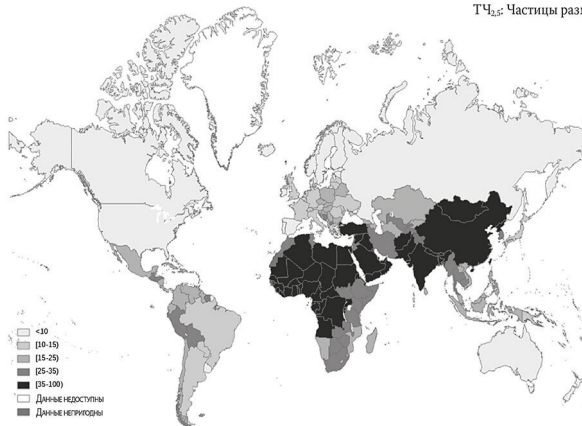 ТЧ2,5: Частицы разм
<10
[10-15)
[15-25)
[25-35)
[35-100)
Данные недоступны
Данные непригодны